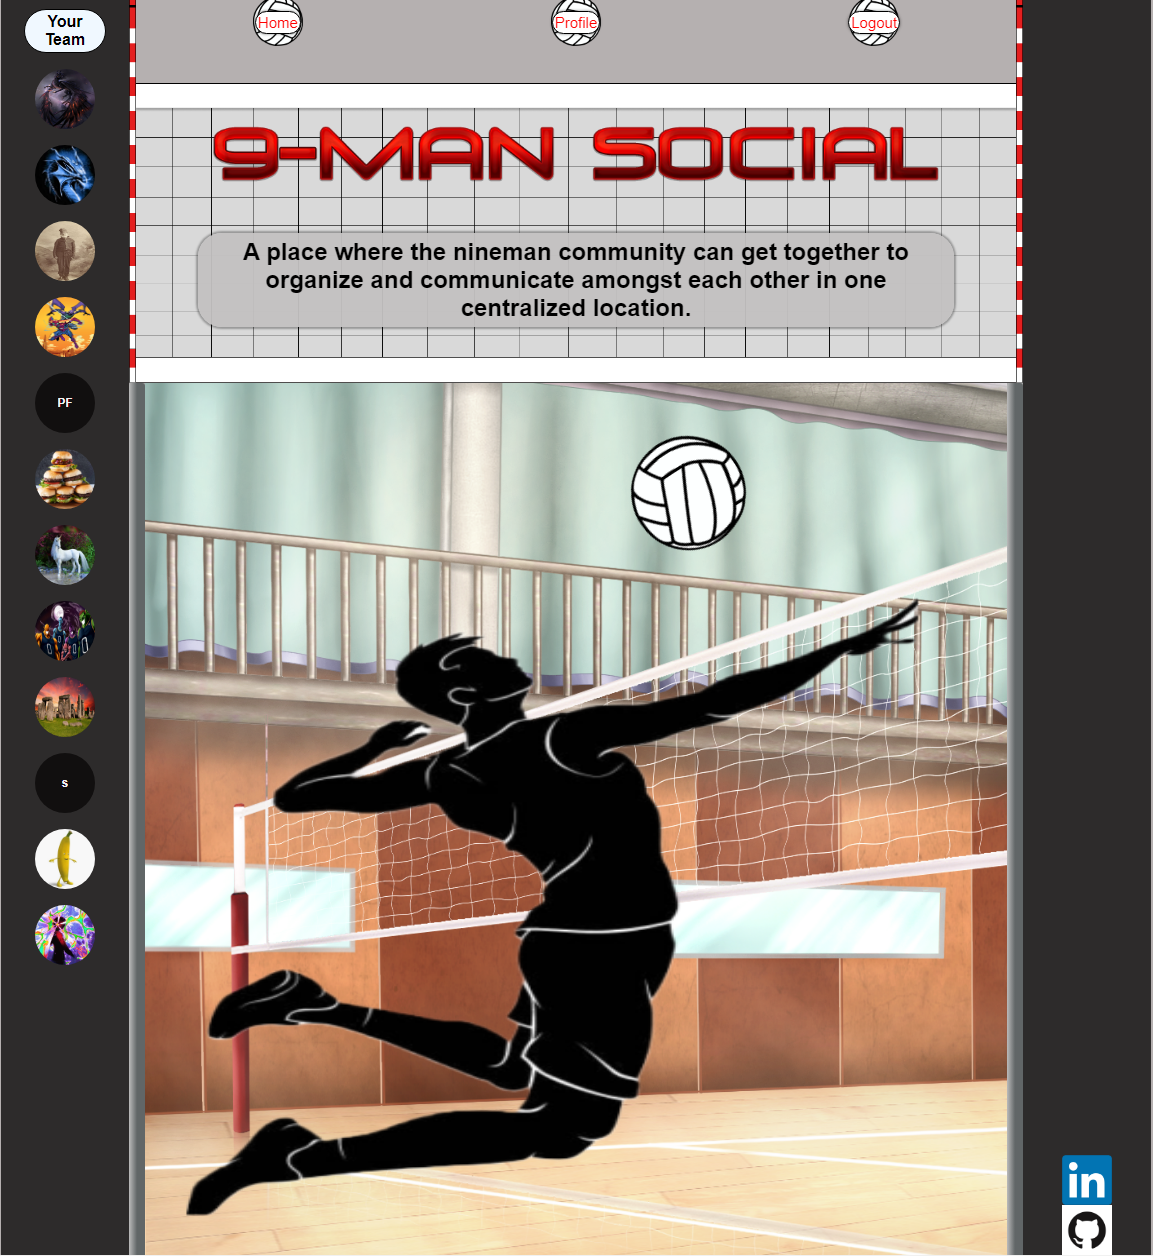 Your
Team
Home
Profile
Logout
9-MAN SOCIAL
A place where the nineman community can get together to
organize and communicate amongst each other in one
centralized location.
PF
s
in